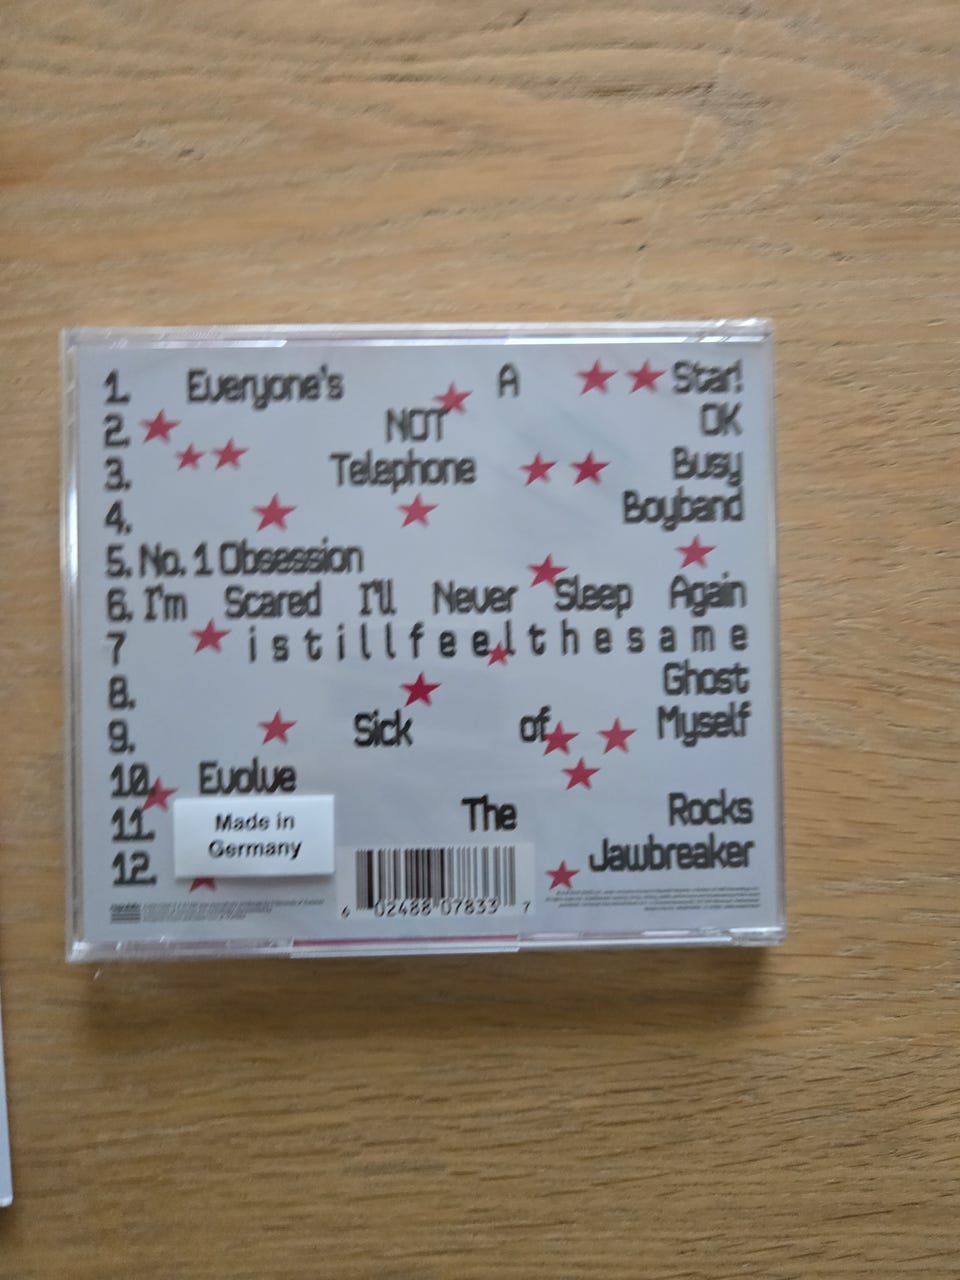 1. Everyone's A Star!
2. NOT OK
3. Telephone Busy
4. Boyband
5. No. 1 Obsession
6. I'm Scared I'll Never Sleep Again
7 i s t i l l f e e l t h e s a m e
8. Ghost
9. Sick of Myself
10. Evolve
11. The Rocks
12. Jawbreaker
Made in
Germany
6 02488 07833 7